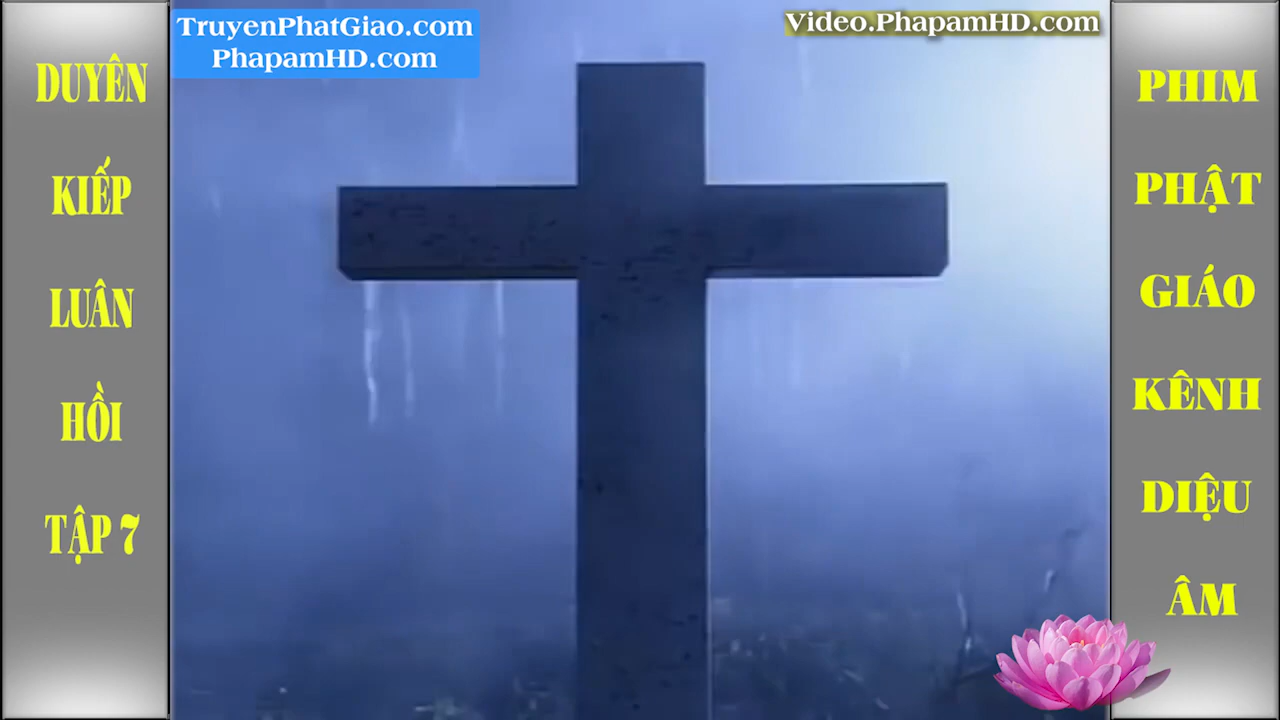 TruyenPhatGiao.com
PhapamHD.com
Video.PhapamHD.com
DUYÊN
KIẾP
LUÂN
HỒI
TẬP 7
PHIM
PHẬT
GIÁO
KÊNH
DIỆU
ÂM